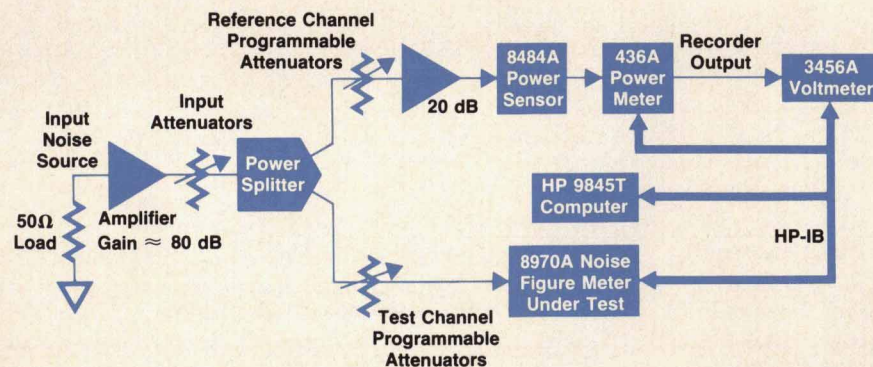 Reference Channel
Programmable
Attenuators
8484A
Power
Sensor
436A
Power
Meter
Recorder
Output
3456A
Voltmeter
20 dB
Input
Attenuators
Input
Noise
Source
Power
Splitter
50Ω
Load
Amplifier
Gain ≈ 80 dB
HP 9845T
Computer
HP-IB
8970A Noise
Figure Meter
Under Test
Test Channel
Programmable
Attenuators